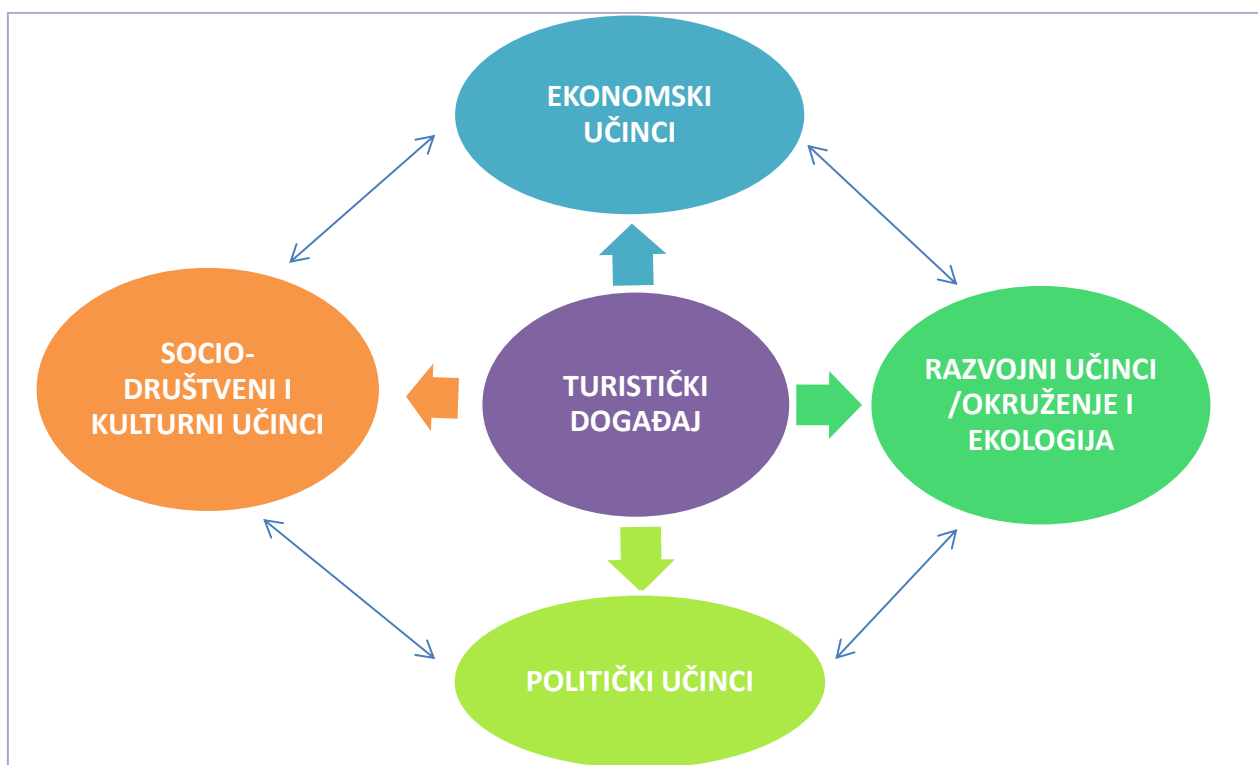 EKONOMSKI
UČINCI
SOCIO-
DRUŠTVENI I
KULTURNI UČINCI
TURISTIČKI
DOGAĐAJ
RAZVOJNI UČINCI
/OKRUŽENJE I
EKOLOGIJA
POLITIČKI UČINCI